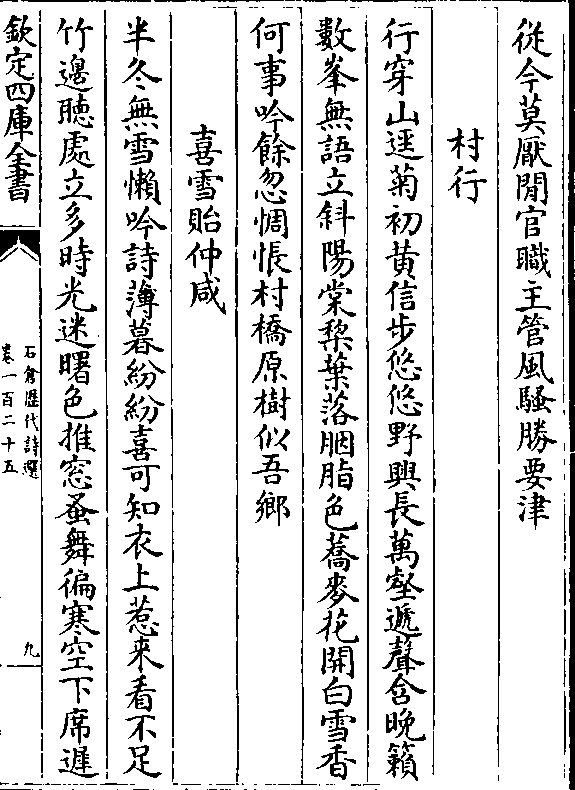 從今莫厭閒官職主管風騷勝要津
村行
行穿山逕菊初黄信步悠悠野興長萬壑遞聲含晚籟
數峯無語立斜陽棠棃葉落胭脂色蕎麥花開白雪香
何事吟餘忽惆悵村橋原樹似吾鄉
喜雪貽仲咸
半冬無雪懶吟詩薄暮紛紛喜可知衣上惹来看不足
竹邊聽處立多時光迷曙色推窓蚤舞徧寒空下席遲
欽定四庫全書
石倉歴代詩選
卷一百二十五
九